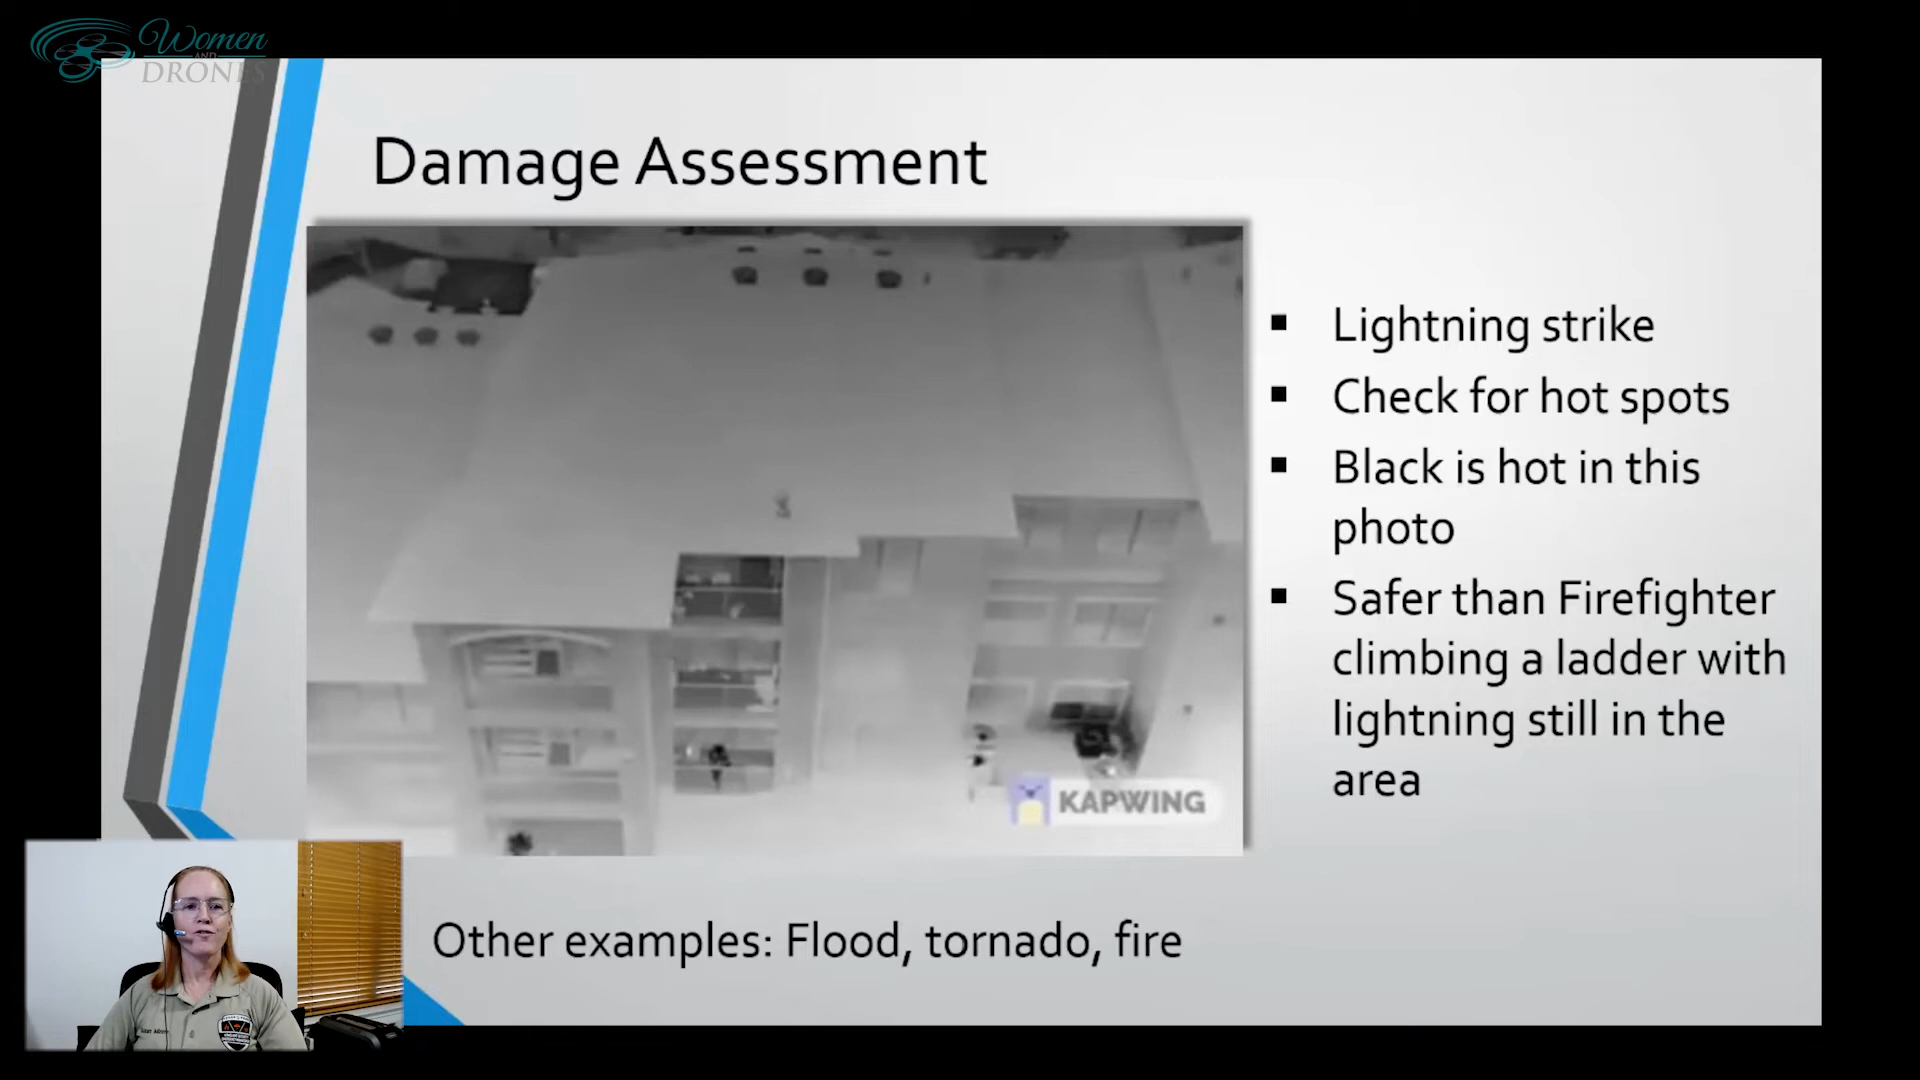 Women
AND
DRONES
Damage Assessment
Lightning strike
Check for hot spots
Black is hot in this
photo
Safer than Firefighter
climbing a ladder with
lightning still in the
area
KAPWING
Other examples: Flood, tornado, fire